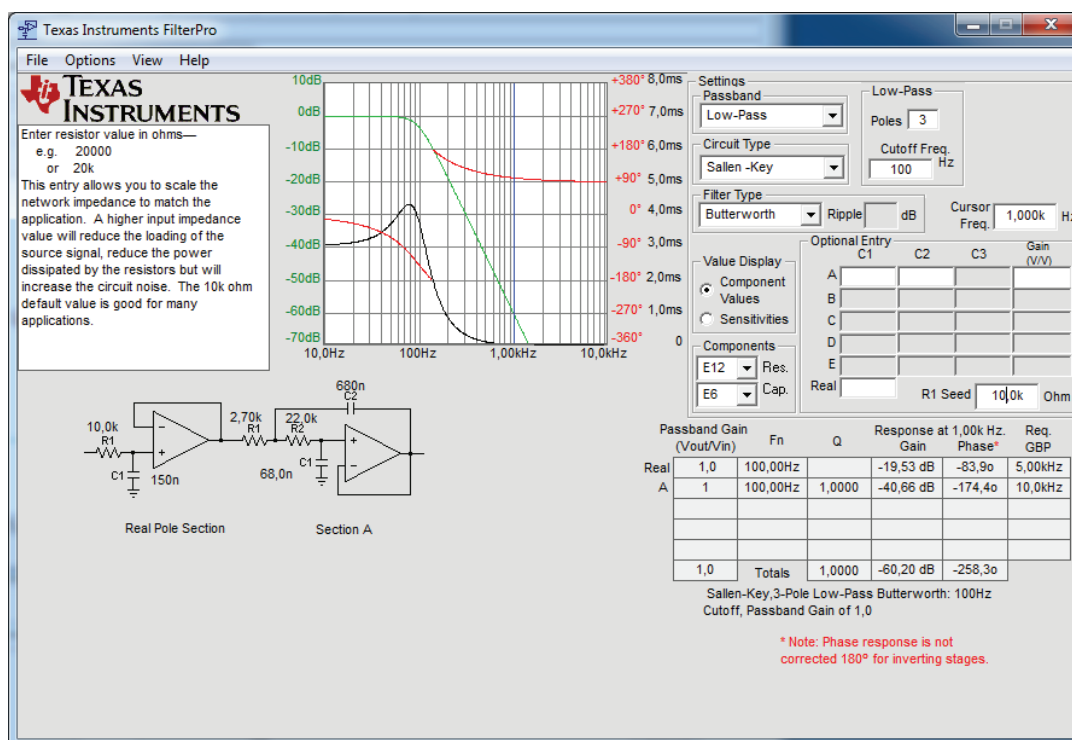 Texas Instruments FilterPro
File Options View Help
TEXAS
INSTRUMENTS
Enter resistor value in ohms—
e.g. 20000
or 20k
This entry allows you to scale the
network impedance to match the
application. A higher input impedance
value will reduce the loading of the
source signal, reduce the power
dissipated by the resistors but will
increase the circuit noise. The 10k ohm
default value is good for many
applications.
10dB
0dB
-10dB
-20dB
-30dB
-40dB
-50dB
-60dB
-70dB
+380° 8,0ms
+270° 7,0ms
+180° 6,0ms
+90° 5,0ms
0° 4,0ms
-90° 3,0ms
-180° 2,0ms
-270° 1,0ms
-360° 0
10,0Hz 100Hz 1,00kHz 10,0kHz
Settings
Passband
Low-Pass
Circuit Type
Sallen -Key
Filter Type
Butterworth
Ripple dB
Low-Pass
Poles 3
Cutoff Freq.
100 Hz
Cursor
Freq. 1,000k Hz
Value Display
Component
Values
Sensitivities
Components
E12 Res.
E6 Cap.
Optional Entry
C1 C2 C3 Gain
(V/V)
A
B
C
D
E
Real
R1 Seed 10,0k Ohm
10,0k
R1
C1
150n
2,70k
R1
22,0k
R2
680n
C2
C1
68,0n
Real Pole Section
Section A
Passband Gain
(Vout/Vin) Fn Q Response at 1,00k Hz. Req.
Gain Phase* GBP
Real 1,0 100,00Hz -19,53 dB -83,9o 5,00kHz
A 1 100,00Hz 1,0000 -40,66 dB -174,4o 10,0kHz
1,0 Totals 1,0000 -60,20 dB -258,3o
Sallen-Key,3-Pole Low-Pass Butterworth: 100Hz
Cutoff, Passband Gain of 1,0
* Note: Phase response is not
corrected 180º for inverting stages.